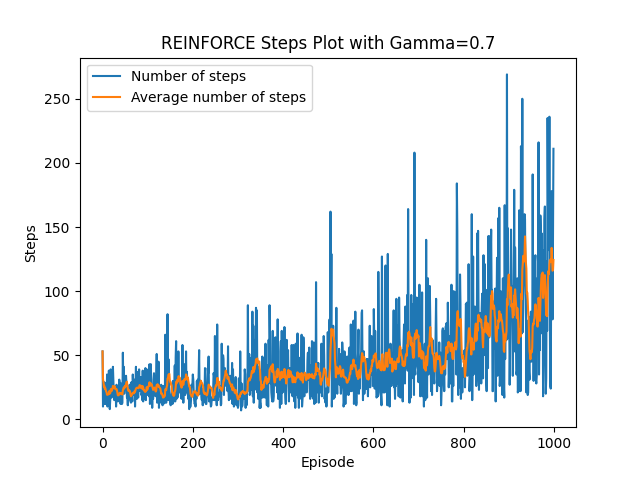 REINFORCE Steps Plot with Gamma=0.7
Number of steps
Average number of steps
250
200
150
100
50
0
Steps
0 200 400 600 800 1000
Episode